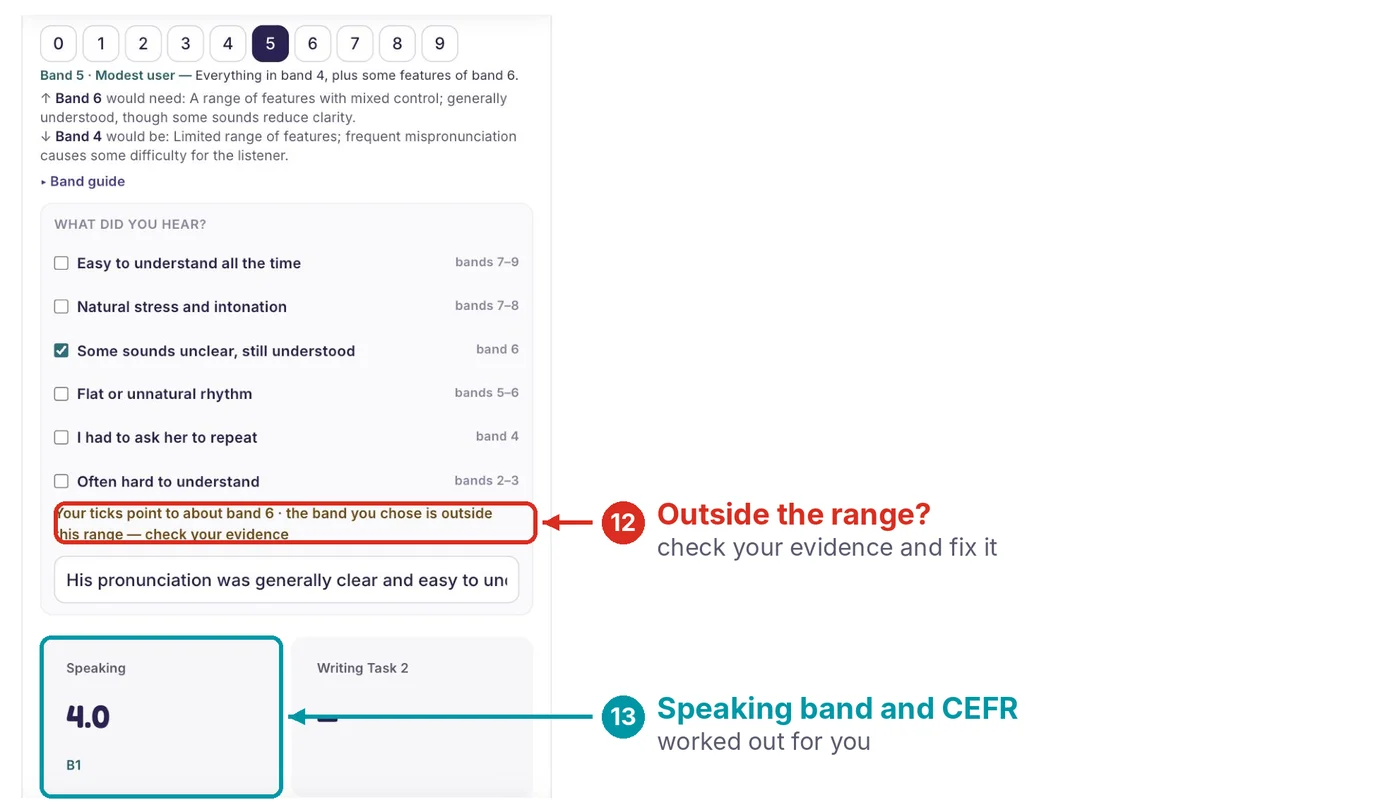 0 1 2 3 4 5 6 7 8 9
Band 5 · Modest user — Everything in band 4, plus some features of band 6.
↑ Band 6 would need: A range of features with mixed control; generally
understood, though some sounds reduce clarity.
↓ Band 4 would be: Limited range of features; frequent mispronunciation
causes some difficulty for the listener.
▸ Band guide
WHAT DID YOU HEAR?
Easy to understand all the time bands 7–9
Natural stress and intonation bands 7–8
Some sounds unclear, still understood band 6
Flat or unnatural rhythm bands 5–6
I had to ask her to repeat band 4
Often hard to understand bands 2–3
Your ticks point to about band 6 · the band you chose is outside
this range — check your evidence
12 Outside the range?
check your evidence and fix it
His pronunciation was generally clear and easy to
Speaking
4.0
B1
Writing Task 2
—
13 Speaking band and CEFR
worked out for you